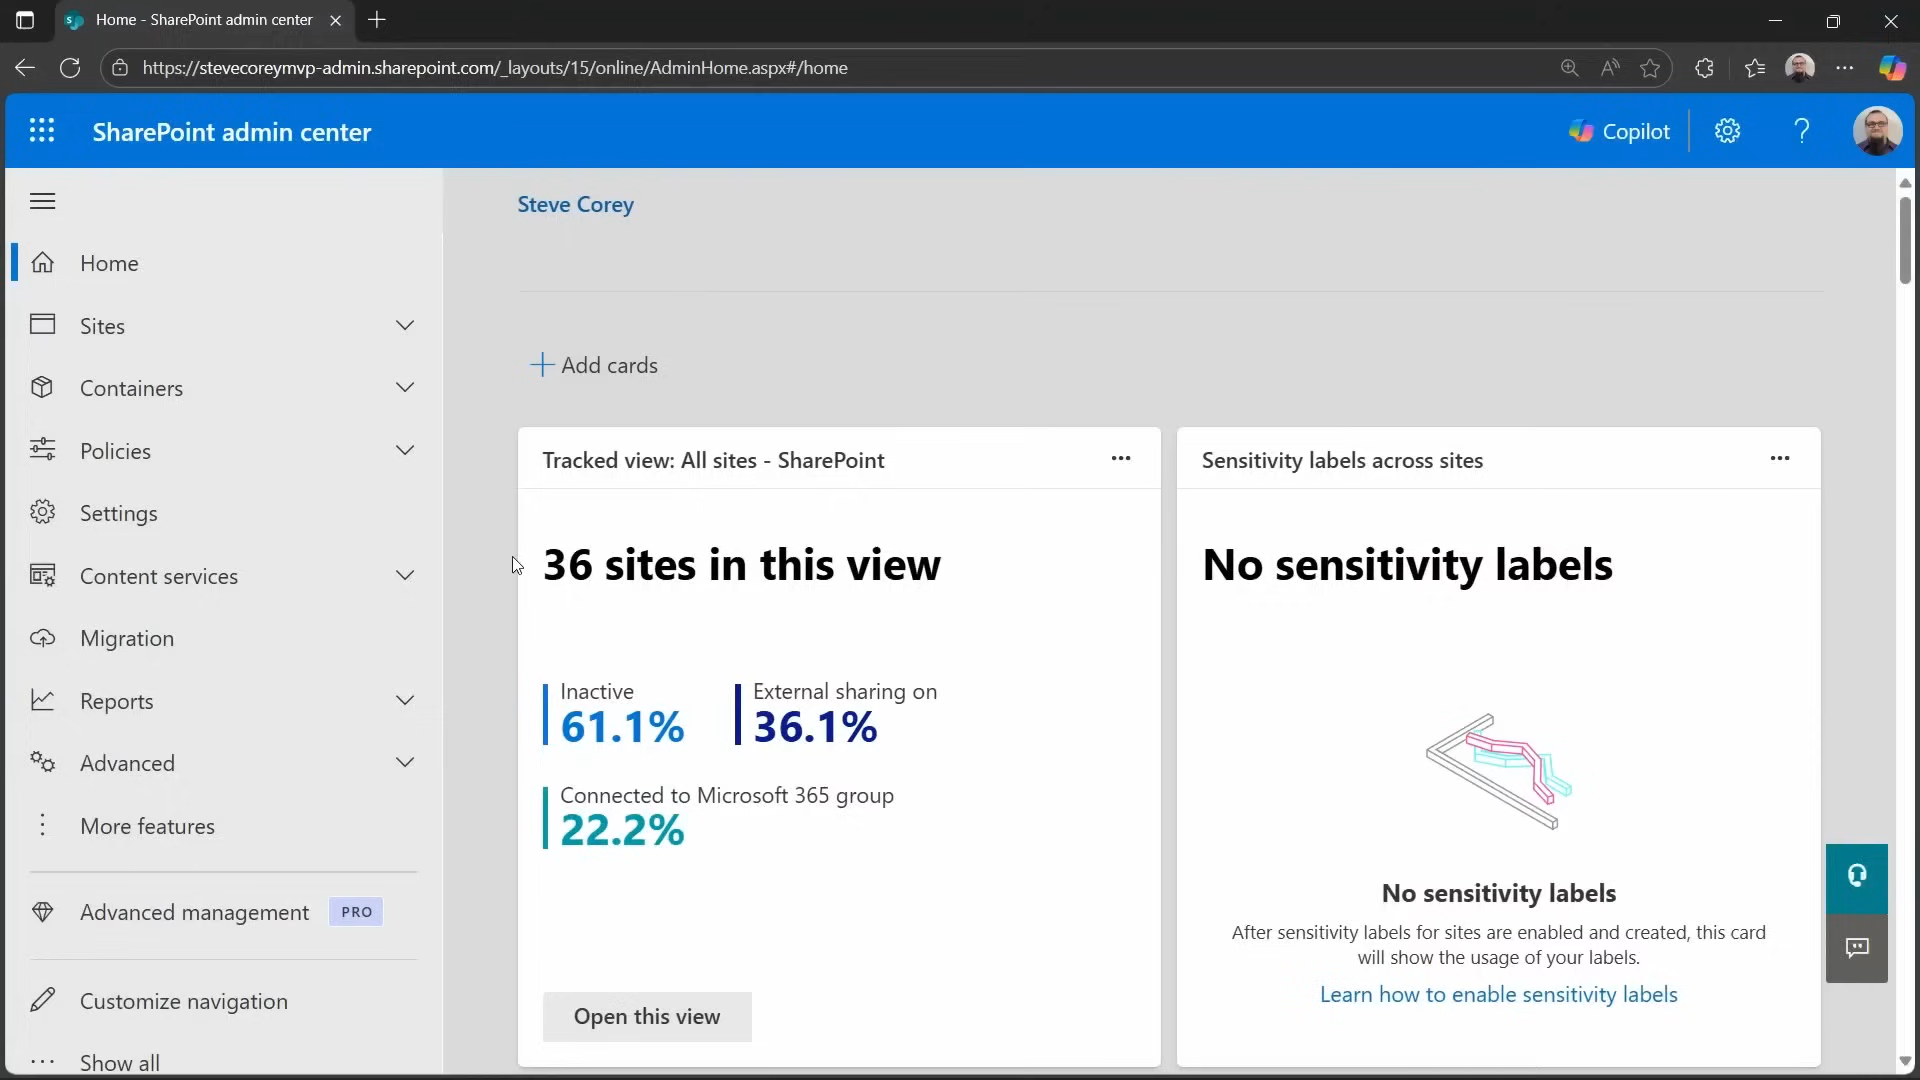 Home - SharePoint admin center
https://stevecoreymvp-admin.sharepoint.com/_layouts/15/online/AdminHome.aspx#/home
SharePoint admin center
Copilot
Steve Corey
Home
Sites
Containers
Policies
Settings
Content services
Migration
Reports
Advanced
More features
Advanced management PRO
Customize navigation
Show all
Add cards
Tracked view: All sites - SharePoint
36 sites in this view
Inactive
61.1%
External sharing on
36.1%
Connected to Microsoft 365 group
22.2%
Open this view
Sensitivity labels across sites
No sensitivity labels
No sensitivity labels
After sensitivity labels for sites are enabled and created, this card
will show the usage of your labels.
Learn how to enable sensitivity labels